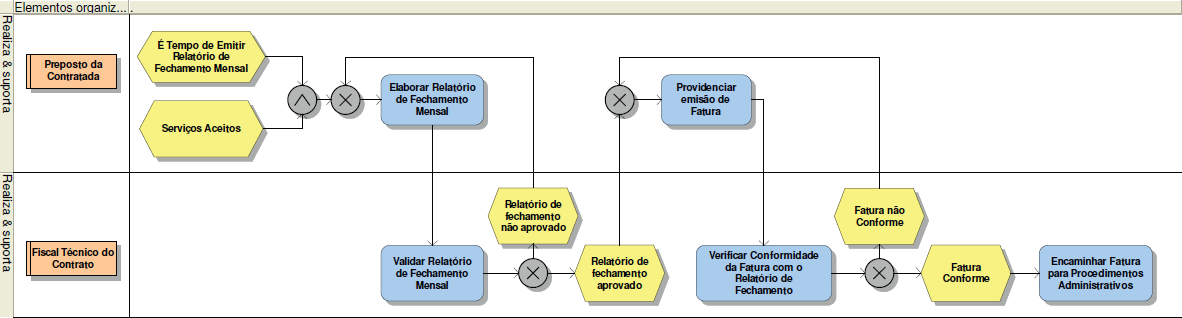 Elementos organiz... .
Realiza & suporta
Preposto da
Contratada
É Tempo de Emitir
Relatório de
Fechamento Mensal
Serviços Aceitos
Elaborar Relatório
de Fechamento
Mensal
Providenciar
emissão de
Fatura
Realiza & suporta
Fiscal Técnico do
Contrato
Validar Relatório
de Fechamento
Mensal
Relatório de
fechamento
não aprovado
Relatório de
fechamento
aprovado
Verificar Conformidade
da Fatura com o
Relatório de
Fechamento
Fatura não
Conforme
Fatura
Conforme
Encaminhar Fatura
para Procedimentos
Administrativos